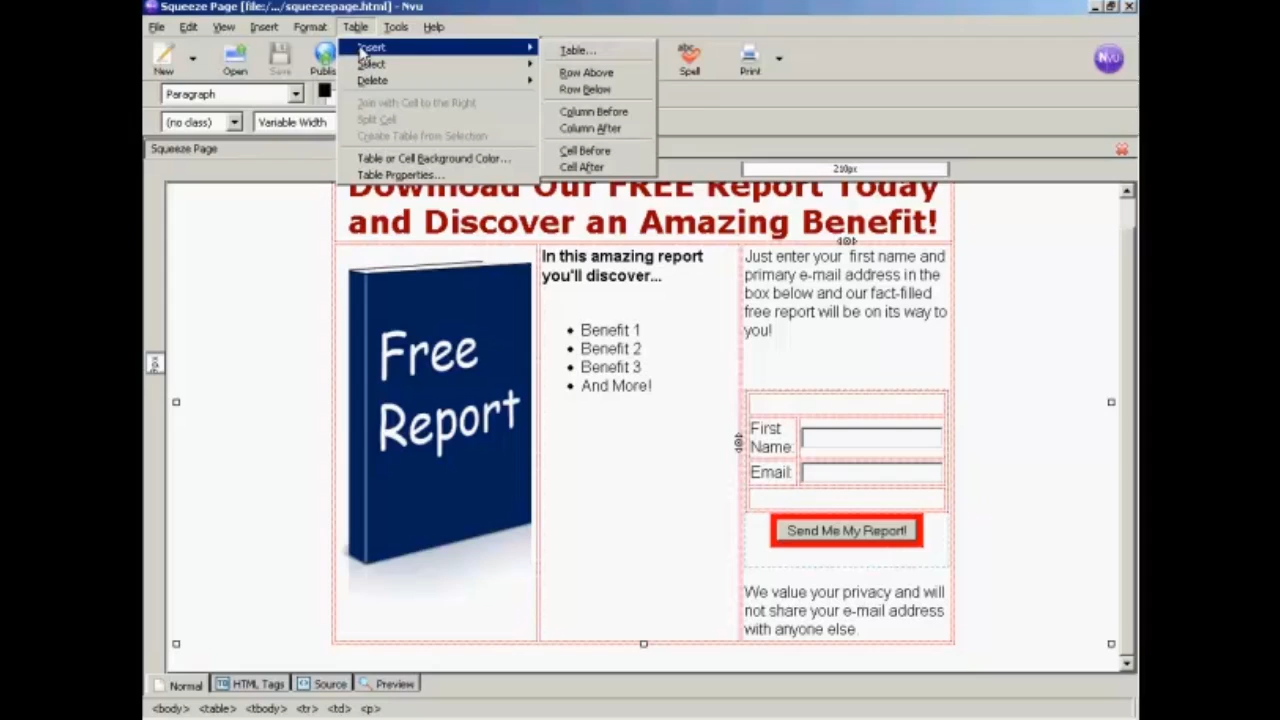 Squeeze Page [file:/.../squeezepage.html] - Nvu
File Edit View Insert Format Table Tools Help
New Open Save Publis Spell Print
Nvu
Paragraph
(no class) Variable Width
Insert
Select
Delete
Join with Cell to the Right
Split Cell
Create Table from Selection
Table or Cell Background Color...
Table Properties...
Table...
Row Above
Row Below
Column Before
Column After
Cell Before
Cell After
Squeeze Page
210px
Download Our FREE Report Today
and Discover an Amazing Benefit!
Free
Report
In this amazing report
you'll discover...
Benefit 1
Benefit 2
Benefit 3
And More!
Just enter your first name and
primary e-mail address in the
box below and our fact-filled
free report will be on its way to
you!
First
Name:
Email:
Send Me My Report!
We value your privacy and will
not share your e-mail address
with anyone else.
Normal HTML Tags Source Preview
<body> <table> <tbody> <tr> <td> <p>